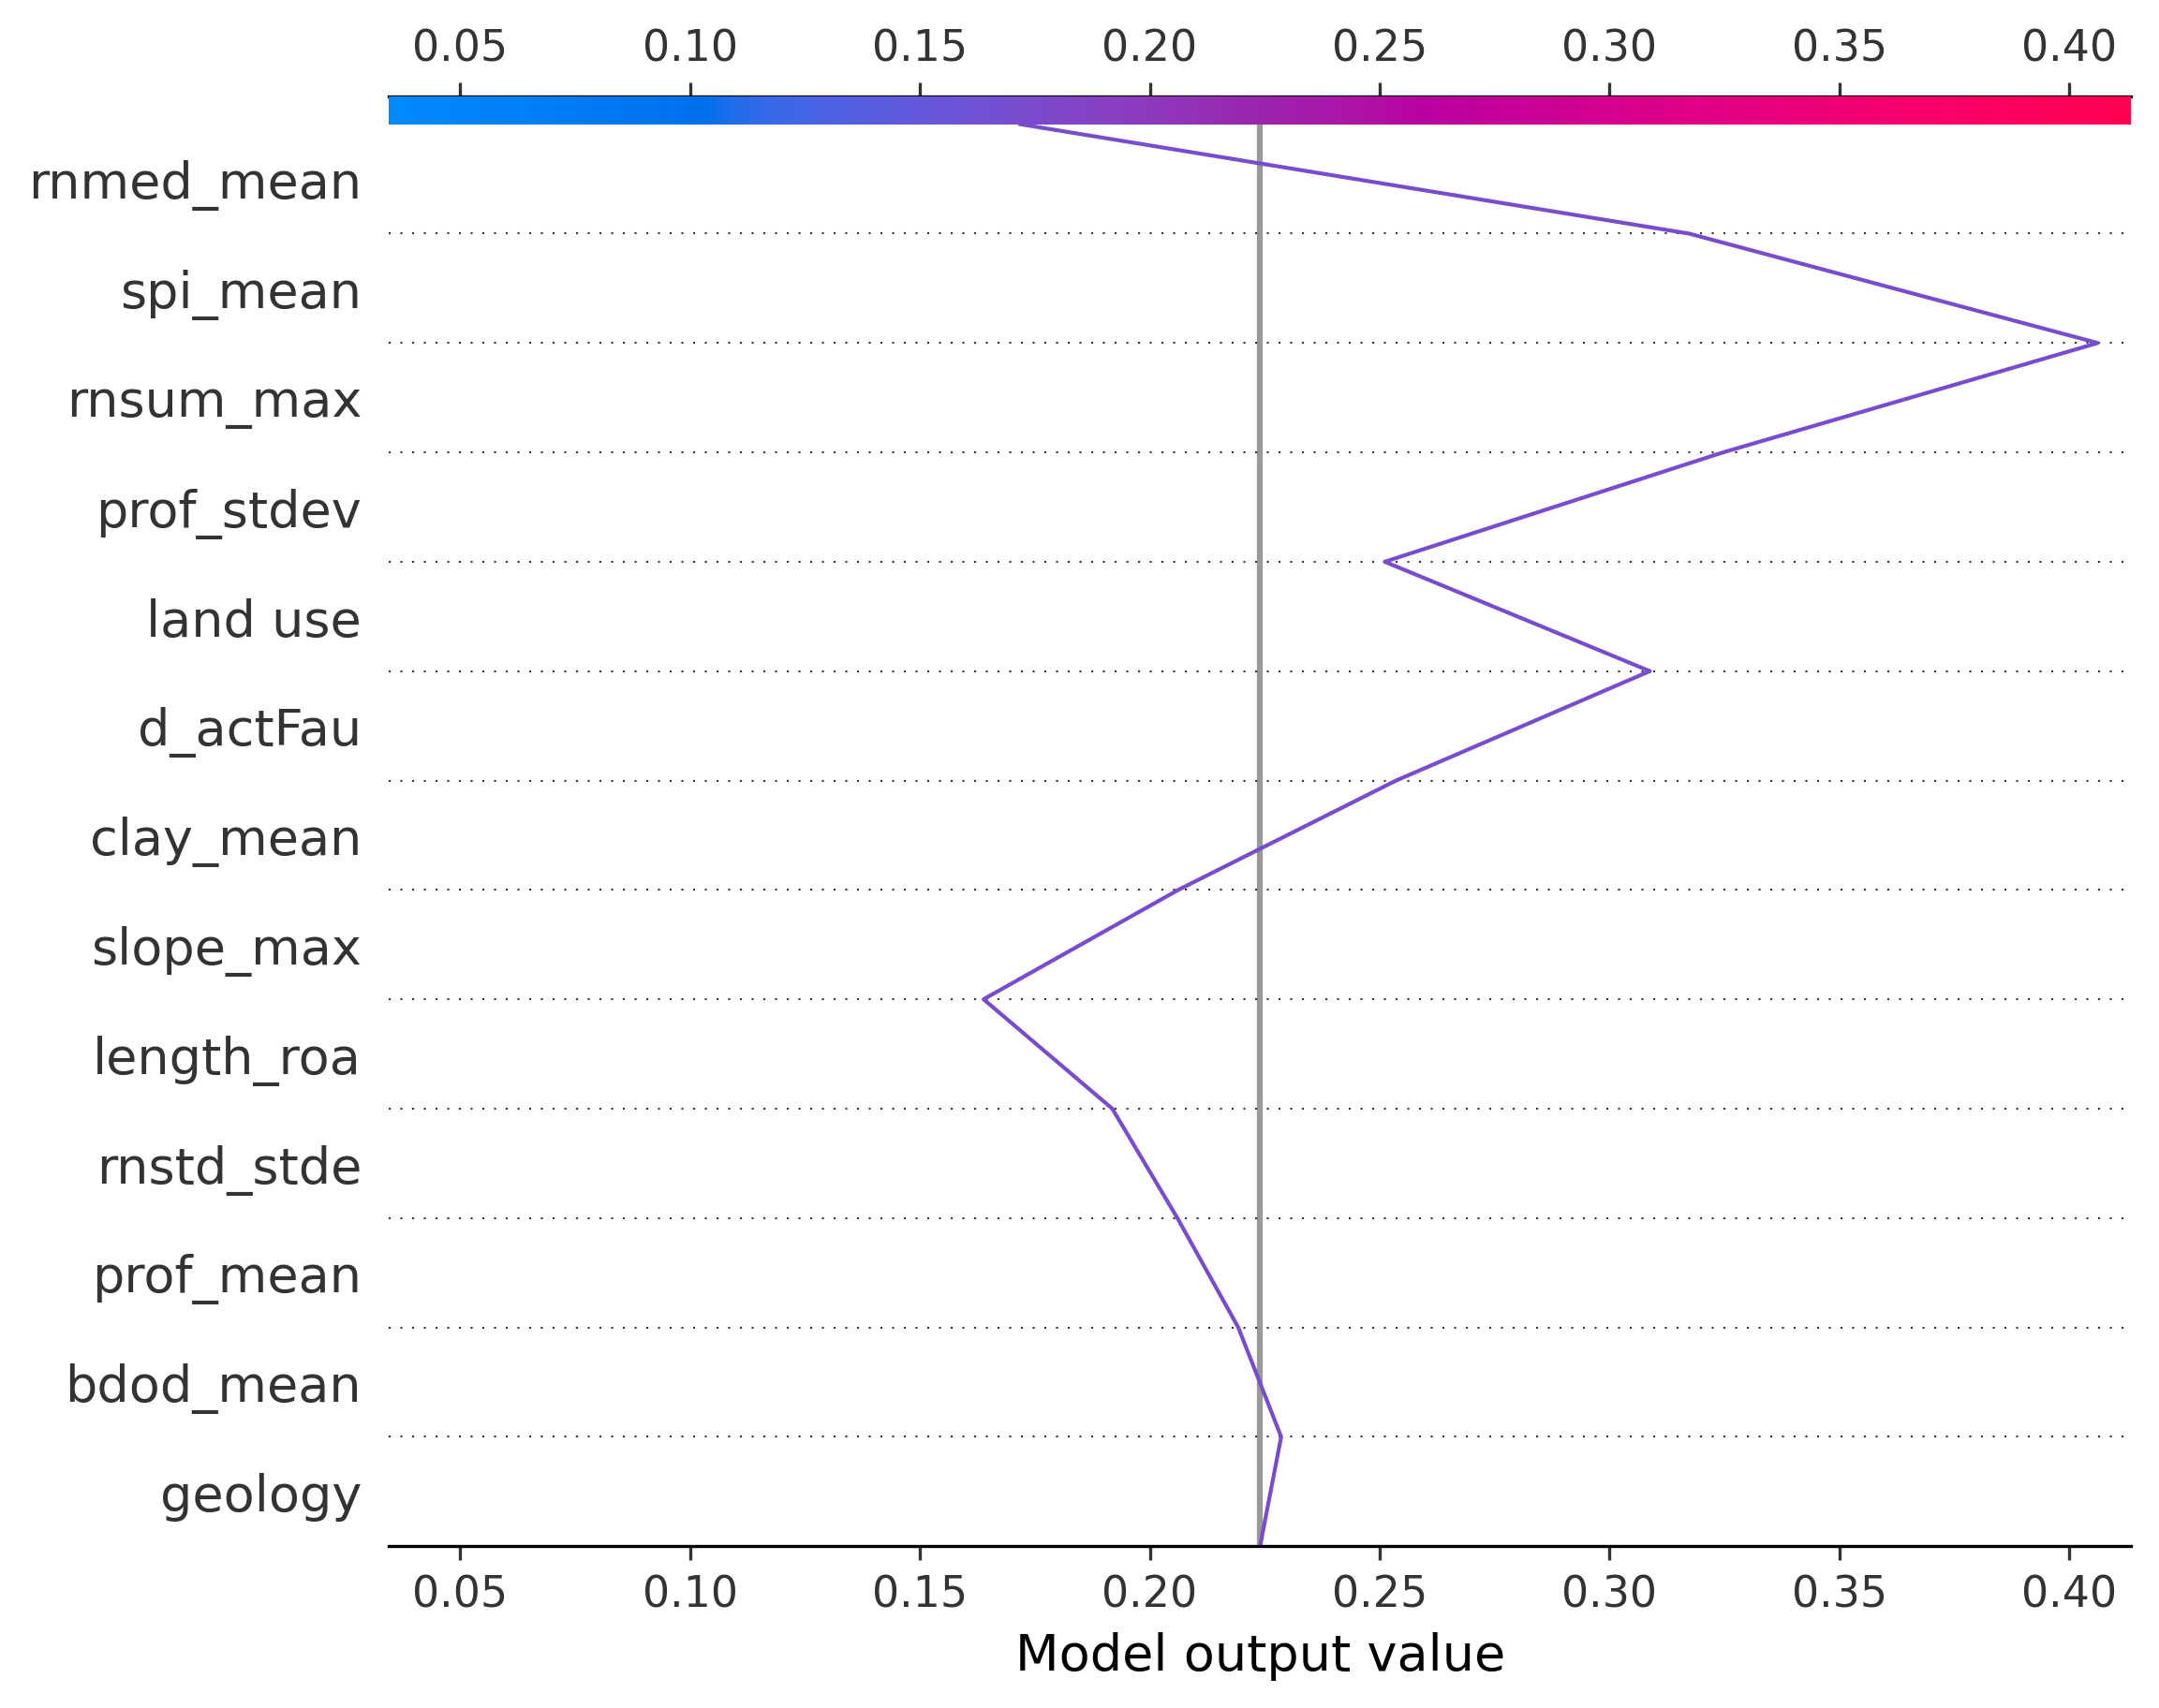 0.05 0.10 0.15 0.20 0.25 0.30 0.35 0.40
rnmed_mean
spi_mean
rnsum_max
prof_stdev
land use
d_actFau
clay_mean
slope_max
length_roa
rnstd_stde
prof_mean
bdod_mean
geology
0.05 0.10 0.15 0.20 0.25 0.30 0.35 0.40
Model output value